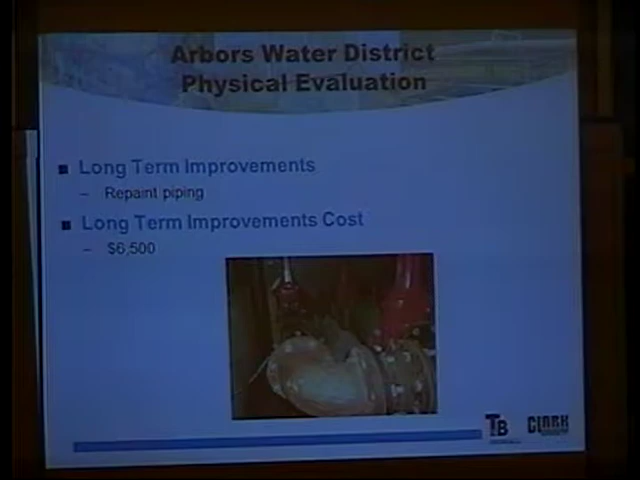 Arbors Water District
Physical Evaluation
■ Long Term Improvements
– Repaint piping
■ Long Term Improvements Cost
– $6,500
TB
CLARK